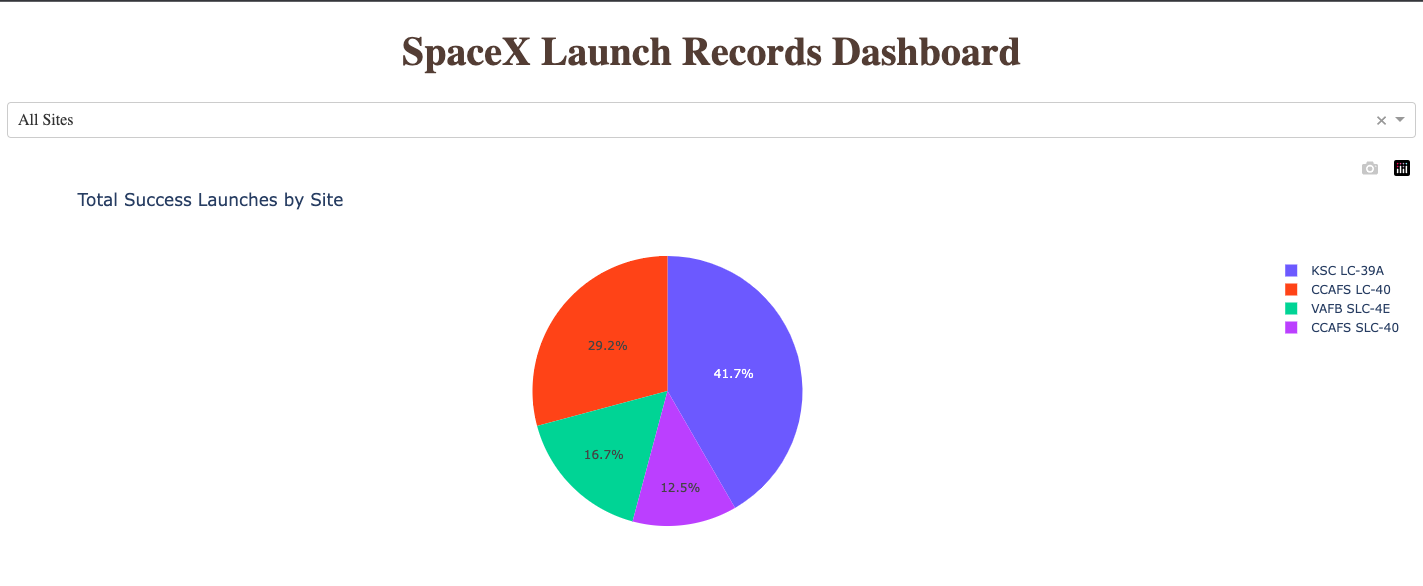 SpaceX Launch Records Dashboard
All Sites
Total Success Launches by Site
KSC LC-39A
CCAFS LC-40
VAFB SLC-4E
CCAFS SLC-40
29.2%
41.7%
16.7%
12.5%